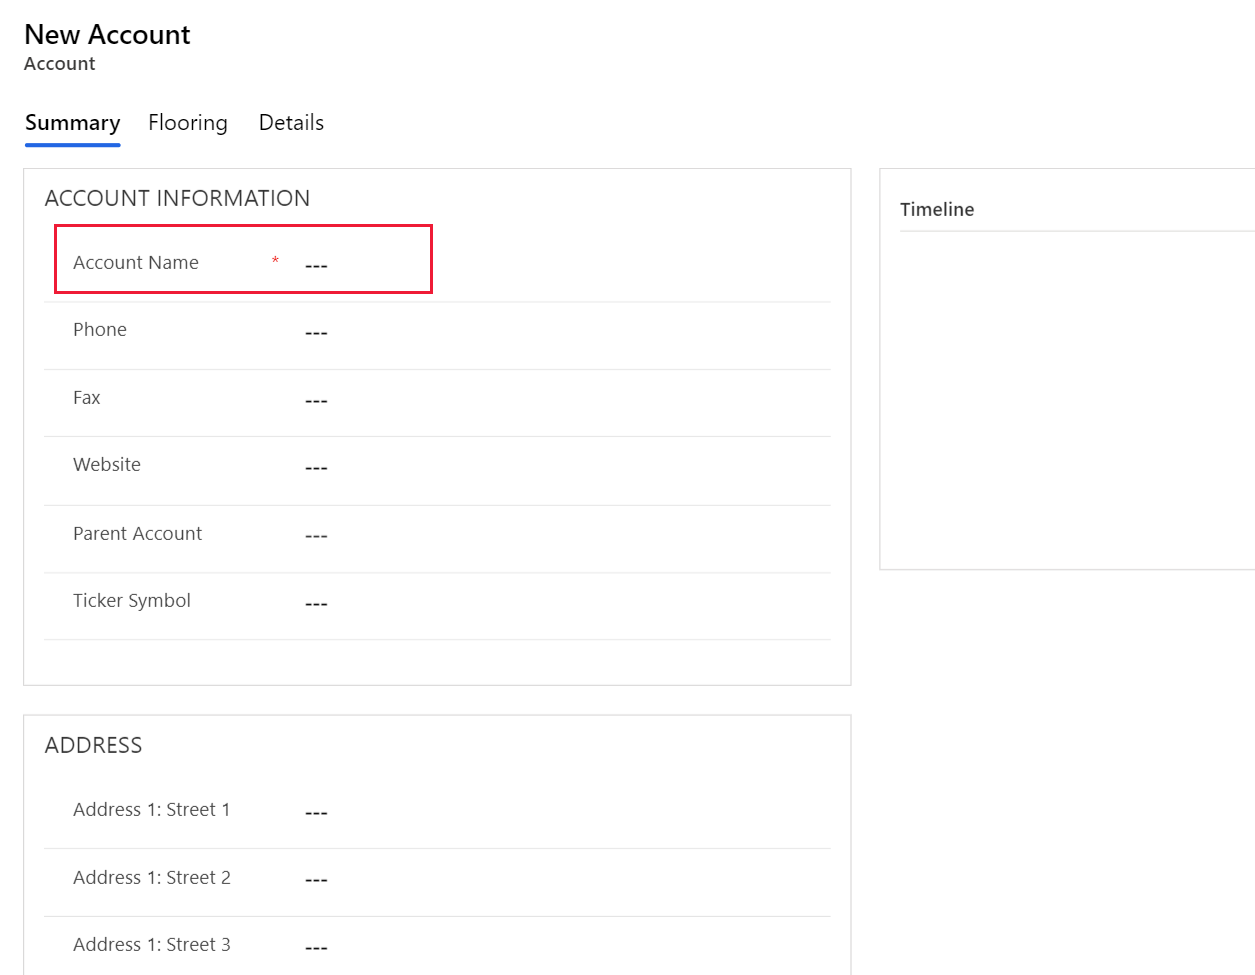 New Account
Account
Summary Flooring Details
ACCOUNT INFORMATION
Account Name * ---
Phone ---
Fax ---
Website ---
Parent Account ---
Ticker Symbol ---
Timeline
ADDRESS
Address 1: Street 1 ---
Address 1: Street 2 ---
Address 1: Street 3 ---